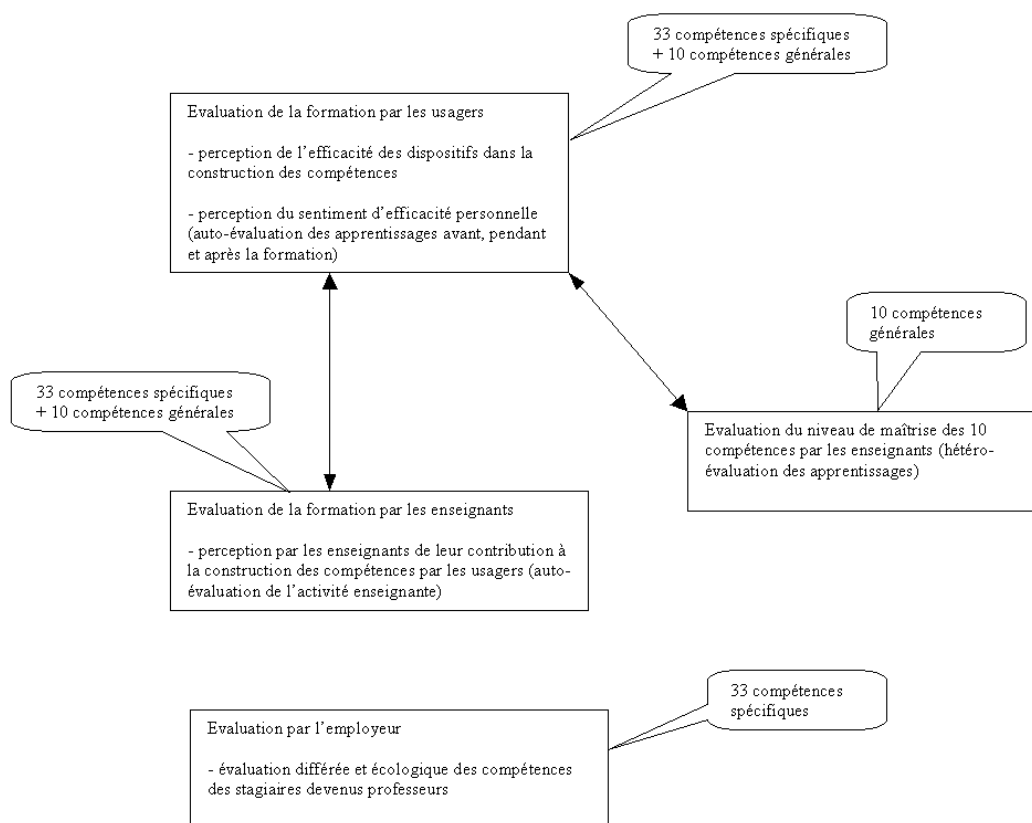 33 compétences spécifiques
+ 10 compétences générales
Evaluation de la formation par les usagers
- perception de l’efficacité des dispositifs dans la
construction des compétences
- perception du sentiment d’efficacité personnelle
(auto-évaluation des apprentissages avant, pendant
et après la formation)
10 compétences
générales
33 compétences spécifiques
+ 10 compétences générales
Evaluation du niveau de maîtrise des 10
compétences par les enseignants (hétéro-
évaluation des apprentissages)
Evaluation de la formation par les enseignants
- perception par les enseignants de leur contribution à
la construction des compétences par les usagers (auto-
évaluation de l’activité enseignante)
33 compétences
spécifiques
Evaluation par l’employeur
- évaluation différée et écologique des compétences
des stagiaires devenus professeurs